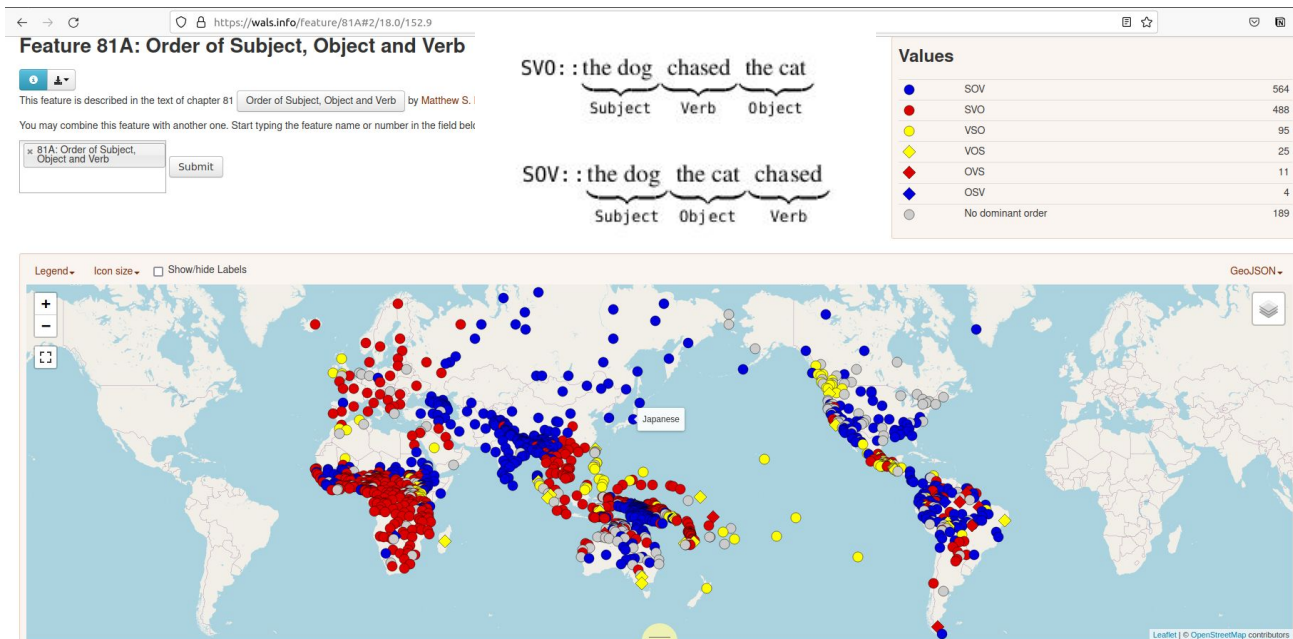 https://wals.info/feature/81A#2/18.0/152.9
Feature 81A: Order of Subject, Object and Verb
This feature is described in the text of chapter 81 Order of Subject, Object and Verb by Matthew S.
You may combine this feature with another one. Start typing the feature name or number in the field
× 81A: Order of Subject,
Object and Verb
Submit
SVO::the dog chased the cat
Subject Verb Object
SOV::the dog the cat chased
Subject Object Verb
Values
SOV 564
SVO 488
VSO 95
VOS 25
OVS 11
OSV 4
No dominant order 189
Legend Icon size Show/hide Labels
GeoJSON
+
−
Japanese
Leaflet | © OpenStreetMap contributors